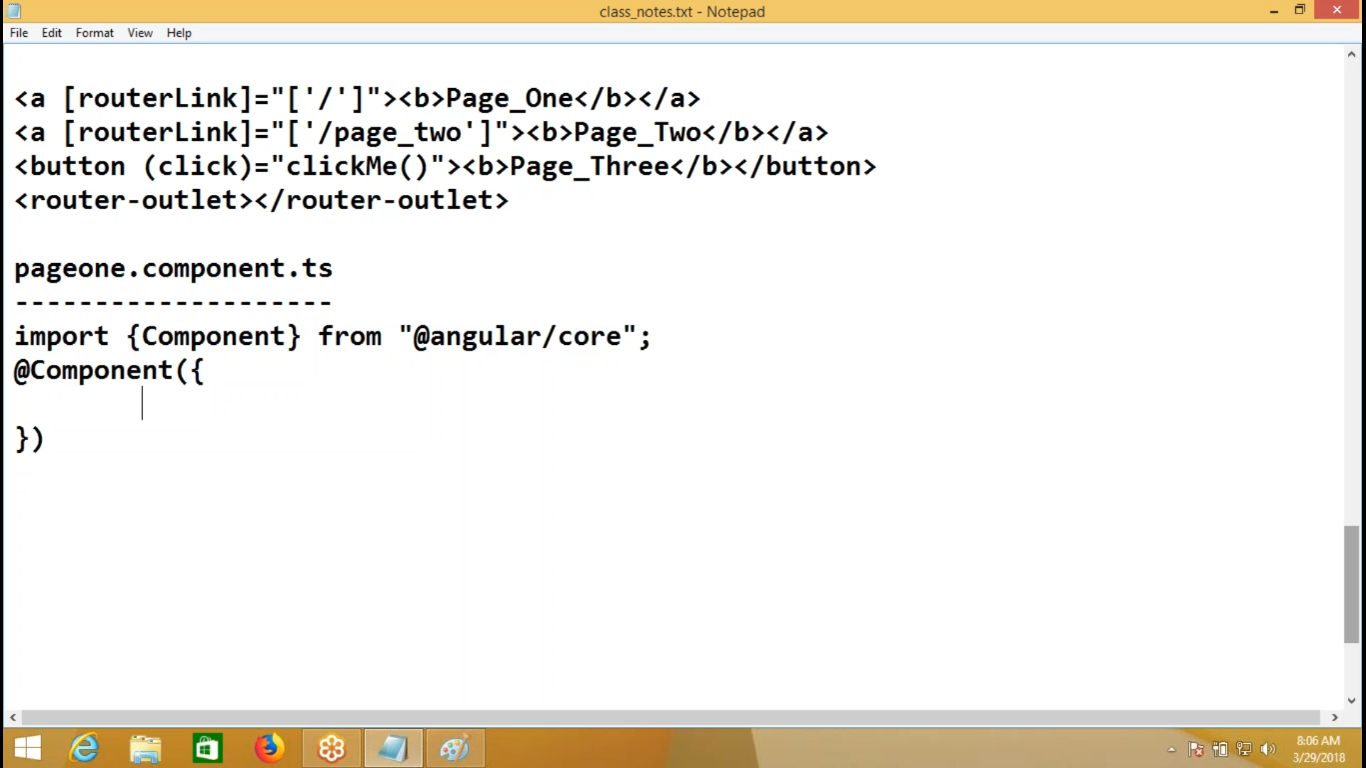 class_notes.txt - Notepad
File Edit Format View Help
<a [routerLink]="['/']"><b>Page_One</b></a>
<a [routerLink]="['/page_two']"><b>Page_Two</b></a>
<button (click)="clickMe()"><b>Page_Three</b></button>
<router-outlet></router-outlet>
pageone.component.ts
--------------------
import {Component} from "@angular/core";
@Component({
})
8:06 AM
3/29/2018